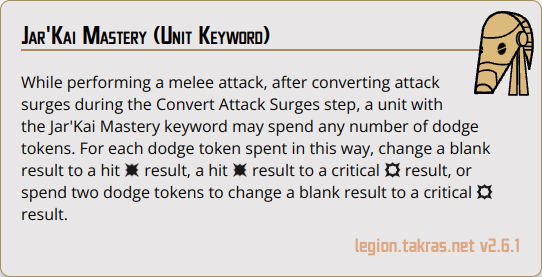 Jar'Kai Mastery (Unit Keyword)
While performing a melee attack, after converting attack
surges during the Convert Attack Surges step, a unit with
the Jar'Kai Mastery keyword may spend any number of dodge
tokens. For each dodge token spent in this way, change a blank
result to a hit result, a hit result to a critical result, or
spend two dodge tokens to change a blank result to a critical
result.
legion.takras.net v2.6.1